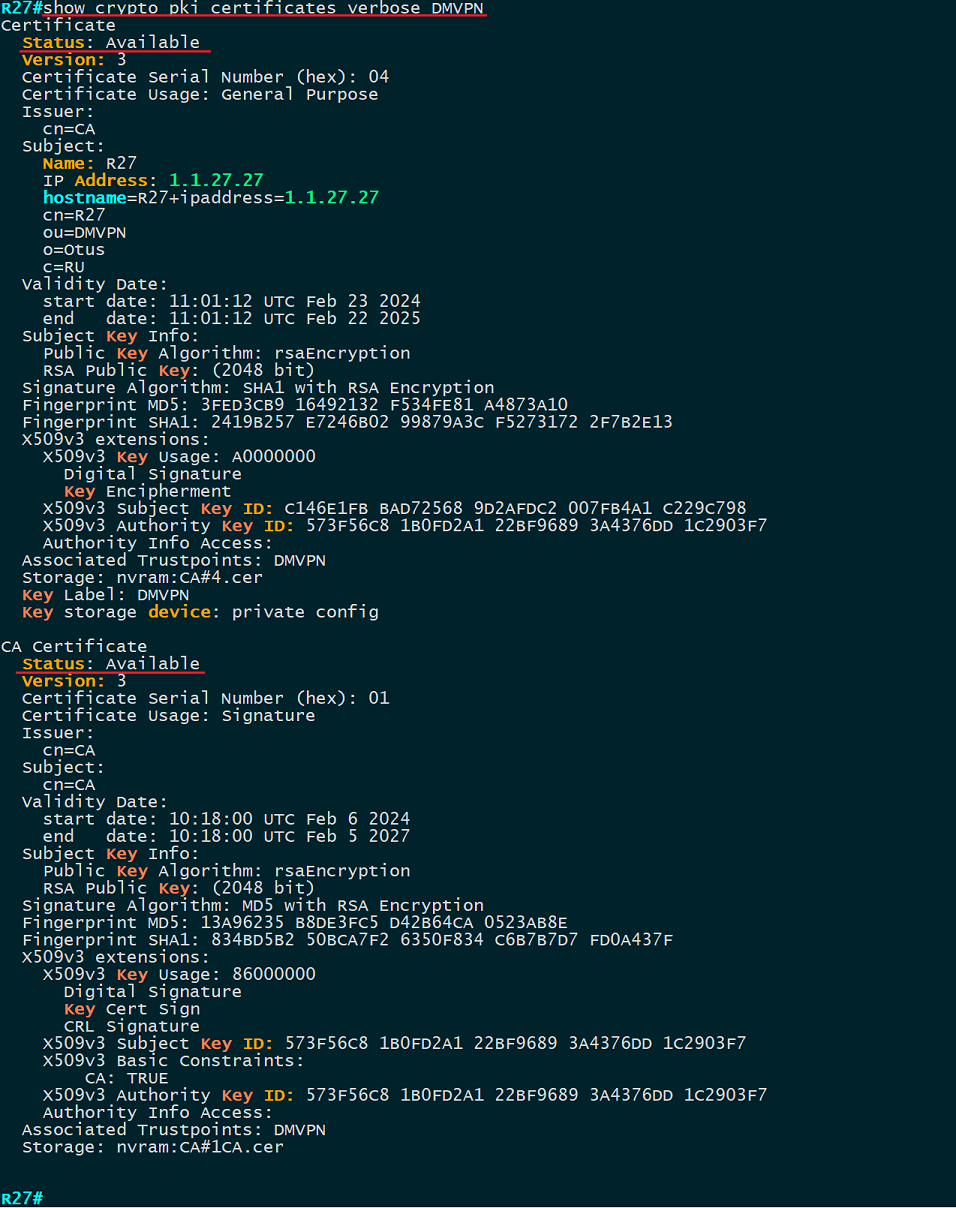 R27#show crypto pki certificates verbose DMVPN
Certificate
  Status: Available
  Version: 3
  Certificate Serial Number (hex): 04
  Certificate Usage: General Purpose
  Issuer:
    cn=CA
  Subject:
    Name: R27
    IP Address: 1.1.27.27
    hostname=R27+ipaddress=1.1.27.27
    cn=R27
    ou=DMVPN
    o=Otus
    c=RU
  Validity Date:
    start date: 11:01:12 UTC Feb 23 2024
    end   date: 11:01:12 UTC Feb 22 2025
  Subject Key Info:
    Public Key Algorithm: rsaEncryption
    RSA Public Key: (2048 bit)
  Signature Algorithm: SHA1 with RSA Encryption
  Fingerprint MD5: 3FED3CB9 16492132 F534FE81 A4873A10
  Fingerprint SHA1: 2419B257 E7246B02 99879A3C F5273172 2F7B2E13
  X509v3 extensions:
    X509v3 Key Usage: A0000000
      Digital Signature
      Key Encipherment
    X509v3 Subject Key ID: C146E1FB BAD72568 9D2AFDC2 007FB4A1 C229C798
    X509v3 Authority Key ID: 573F56C8 1B0FD2A1 22BF9689 3A4376DD 1C2903F7
    Authority Info Access:
  Associated Trustpoints: DMVPN
  Storage: nvram:CA#4.cer
  Key Label: DMVPN
  Key storage device: private config

CA Certificate
  Status: Available
  Version: 3
  Certificate Serial Number (hex): 01
  Certificate Usage: Signature
  Issuer:
    cn=CA
  Subject:
    cn=CA
  Validity Date:
    start date: 10:18:00 UTC Feb 6 2024
    end   date: 10:18:00 UTC Feb 5 2027
  Subject Key Info:
    Public Key Algorithm: rsaEncryption
    RSA Public Key: (2048 bit)
  Signature Algorithm: MD5 with RSA Encryption
  Fingerprint MD5: 13A96235 B8DE3FC5 D42B64CA 0523AB8E
  Fingerprint SHA1: 834BD5B2 50BCA7F2 6350F834 C6B7B7D7 FD0A437F
  X509v3 extensions:
    X509v3 Key Usage: 86000000
      Digital Signature
      Key Cert Sign
      CRL Signature
    X509v3 Subject Key ID: 573F56C8 1B0FD2A1 22BF9689 3A4376DD 1C2903F7
    X509v3 Basic Constraints:
        CA: TRUE
    X509v3 Authority Key ID: 573F56C8 1B0FD2A1 22BF9689 3A4376DD 1C2903F7
    Authority Info Access:
  Associated Trustpoints: DMVPN
  Storage: nvram:CA#1CA.cer

R27#